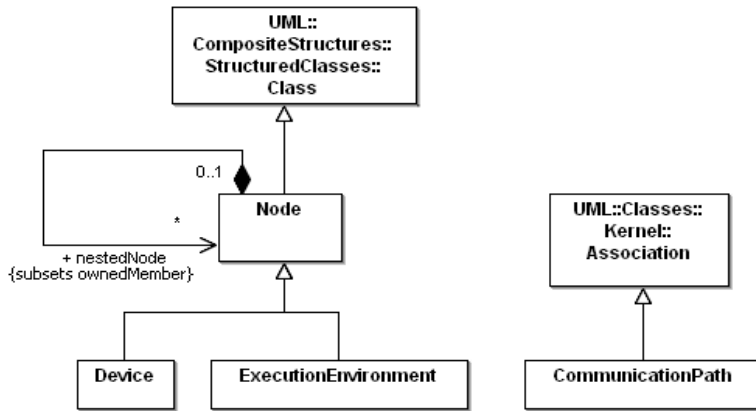 UML::
CompositeStructures::
StructuredClasses::
Class
0..1
Node
*
+ nestedNode
{subsets ownedMember}
UML::Classes::
Kernel::
Association
Device
ExecutionEnvironment
CommunicationPath